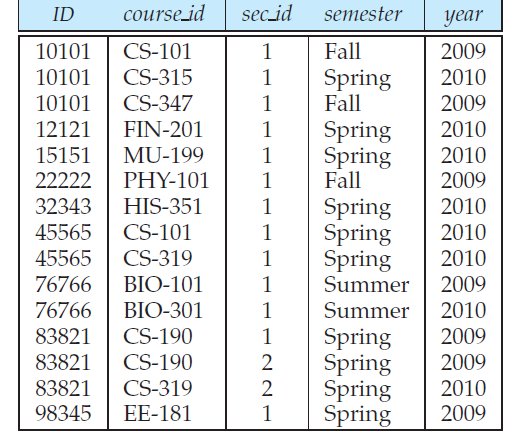 ID course_id sec_id semester year
10101 CS-101 1 Fall 2009
10101 CS-315 1 Spring 2010
10101 CS-347 1 Fall 2009
12121 FIN-201 1 Spring 2010
15151 MU-199 1 Spring 2010
22222 PHY-101 1 Fall 2009
32343 HIS-351 1 Spring 2010
45565 CS-101 1 Spring 2010
45565 CS-319 1 Spring 2010
76766 BIO-101 1 Summer 2009
76766 BIO-301 1 Summer 2010
83821 CS-190 1 Spring 2009
83821 CS-190 2 Spring 2009
83821 CS-319 2 Spring 2010
98345 EE-181 1 Spring 2009